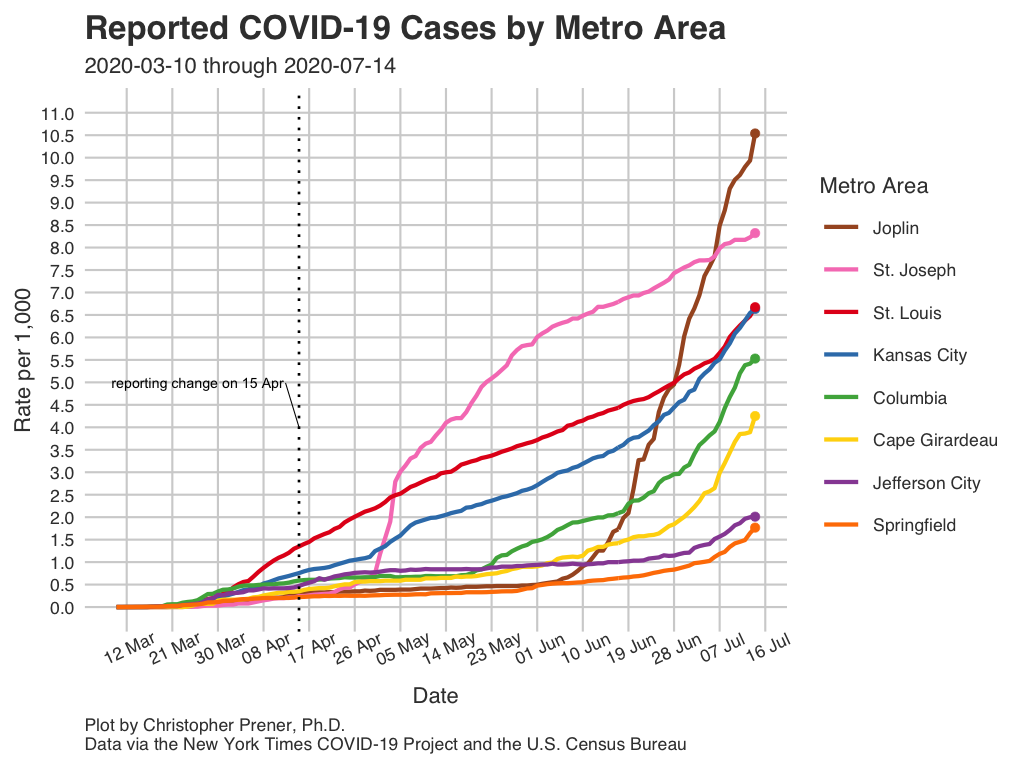 Reported COVID-19 Cases by Metro Area
2020-03-10 through 2020-07-14
11.0
10.5
10.0
9.5
9.0
8.5
8.0
7.5
7.0
6.5
6.0
5.5
5.0
4.5
4.0
3.5
3.0
2.5
2.0
1.5
1.0
0.5
0.0
Rate per 1,000
reporting change on 15 Apr
12 Mar
21 Mar
30 Mar
08 Apr
17 Apr
26 Apr
05 May
14 May
23 May
01 Jun
10 Jun
19 Jun
28 Jun
07 Jul
16 Jul
Date
Metro Area
Joplin
St. Joseph
St. Louis
Kansas City
Columbia
Cape Girardeau
Jefferson City
Springfield
Plot by Christopher Prener, Ph.D.
Data via the New York Times COVID-19 Project and the U.S. Census Bureau